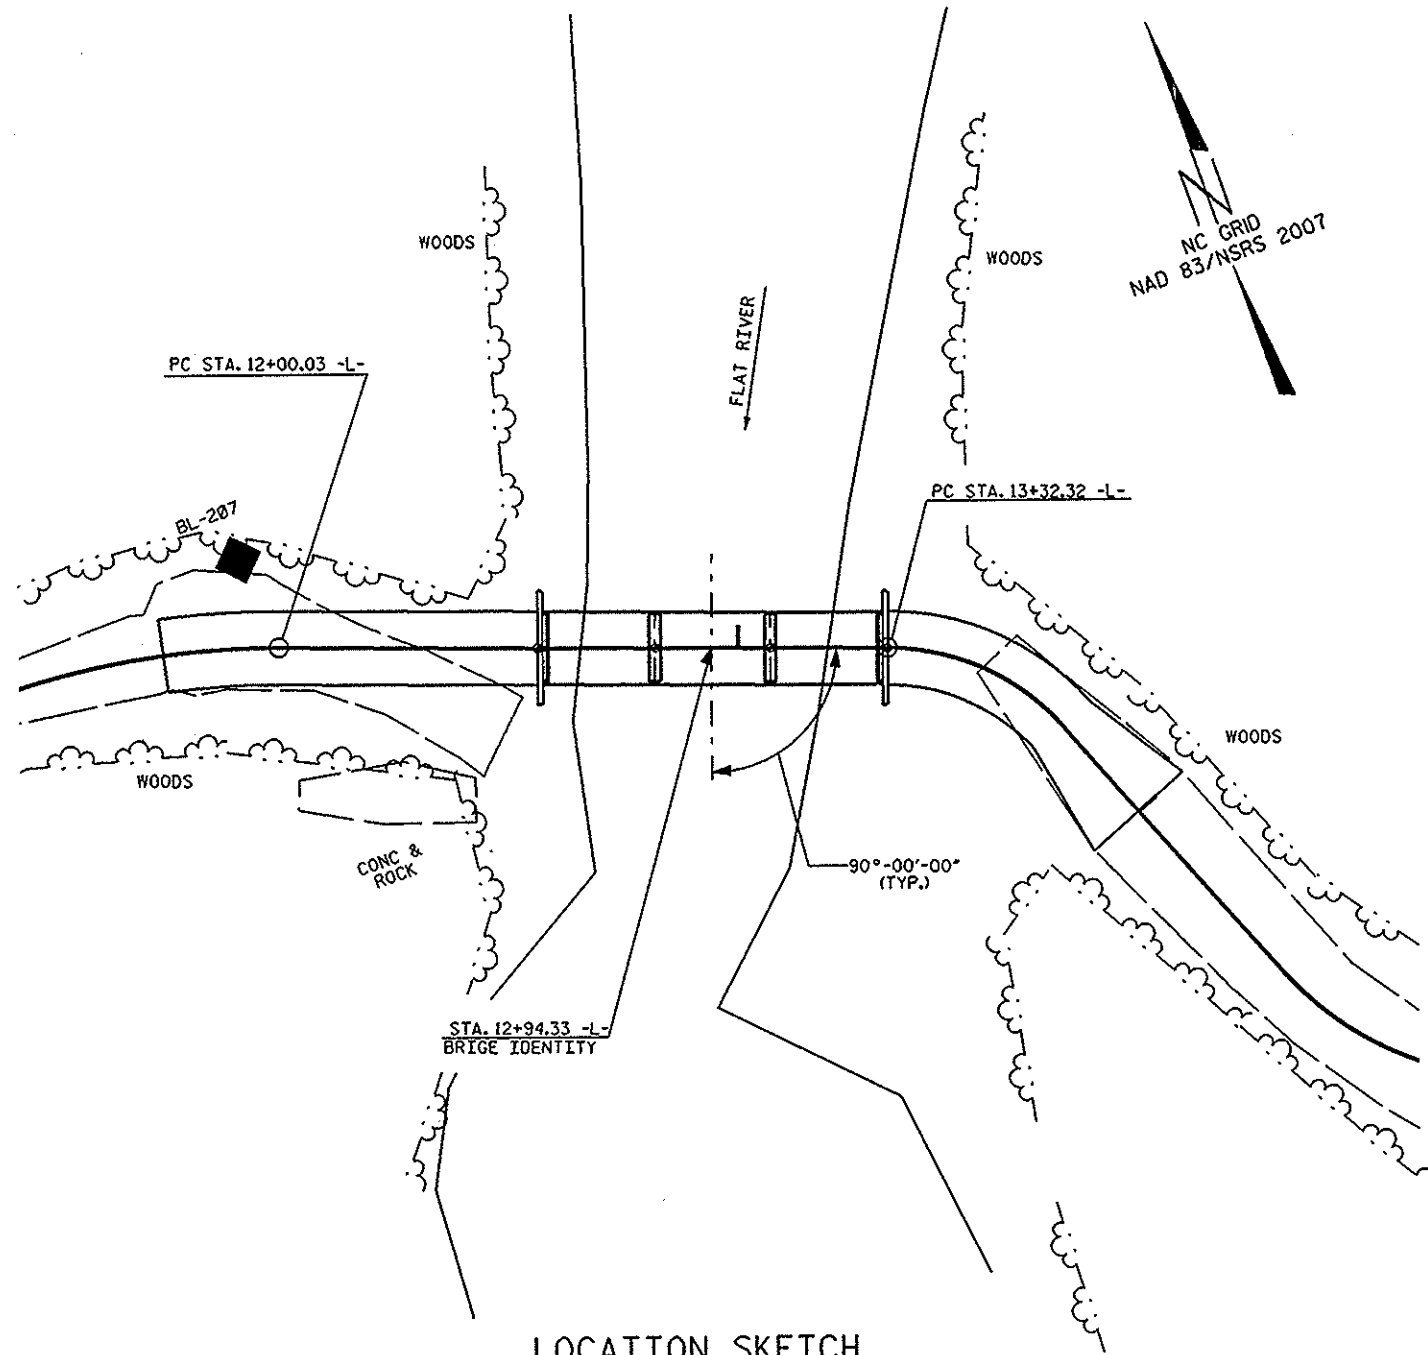 WOODS
WOODS
NC GRID
NAD 83/NSRS 2007
FLAT RIVER
PC STA. 12+00.03 -L-
PC STA. 13+32.32 -L-
BL-207
WOODS
WOODS
CONC &
ROCK
90°-00'-00"
(TYP.)
STA. 12+94.33 -L-
BRIGE IDENTITY
LOCATION SKETCH